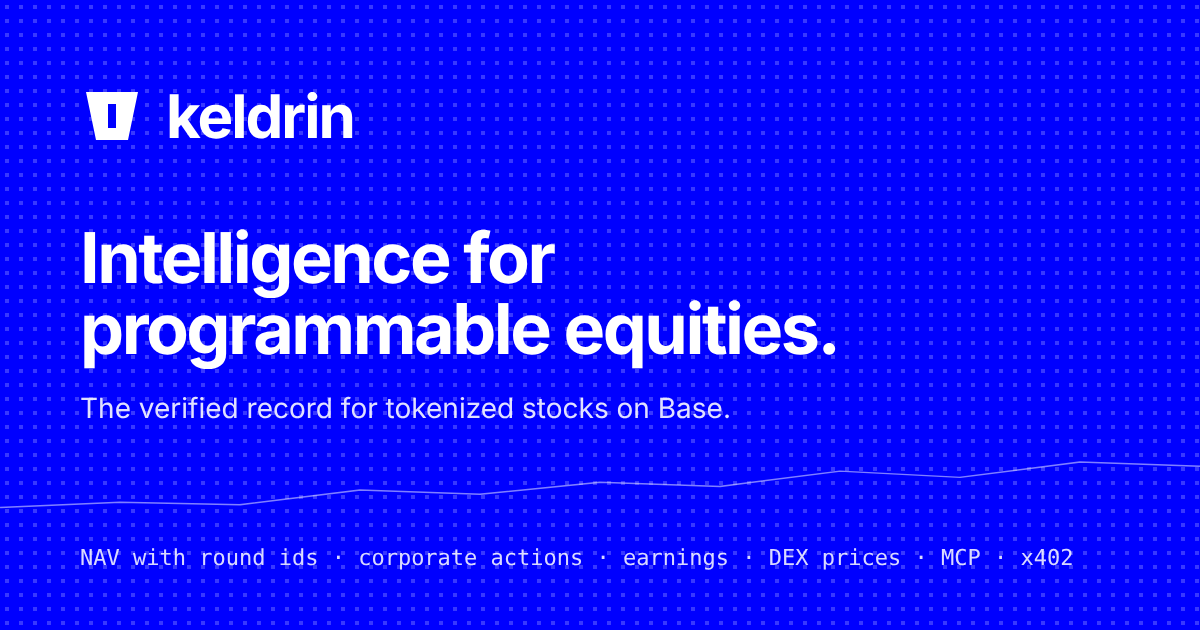 keldrin
Intelligence for
programmable equities.
The verified record for tokenized stocks on Base.
NAV with round ids · corporate actions · earnings · DEX prices · MCP · x402